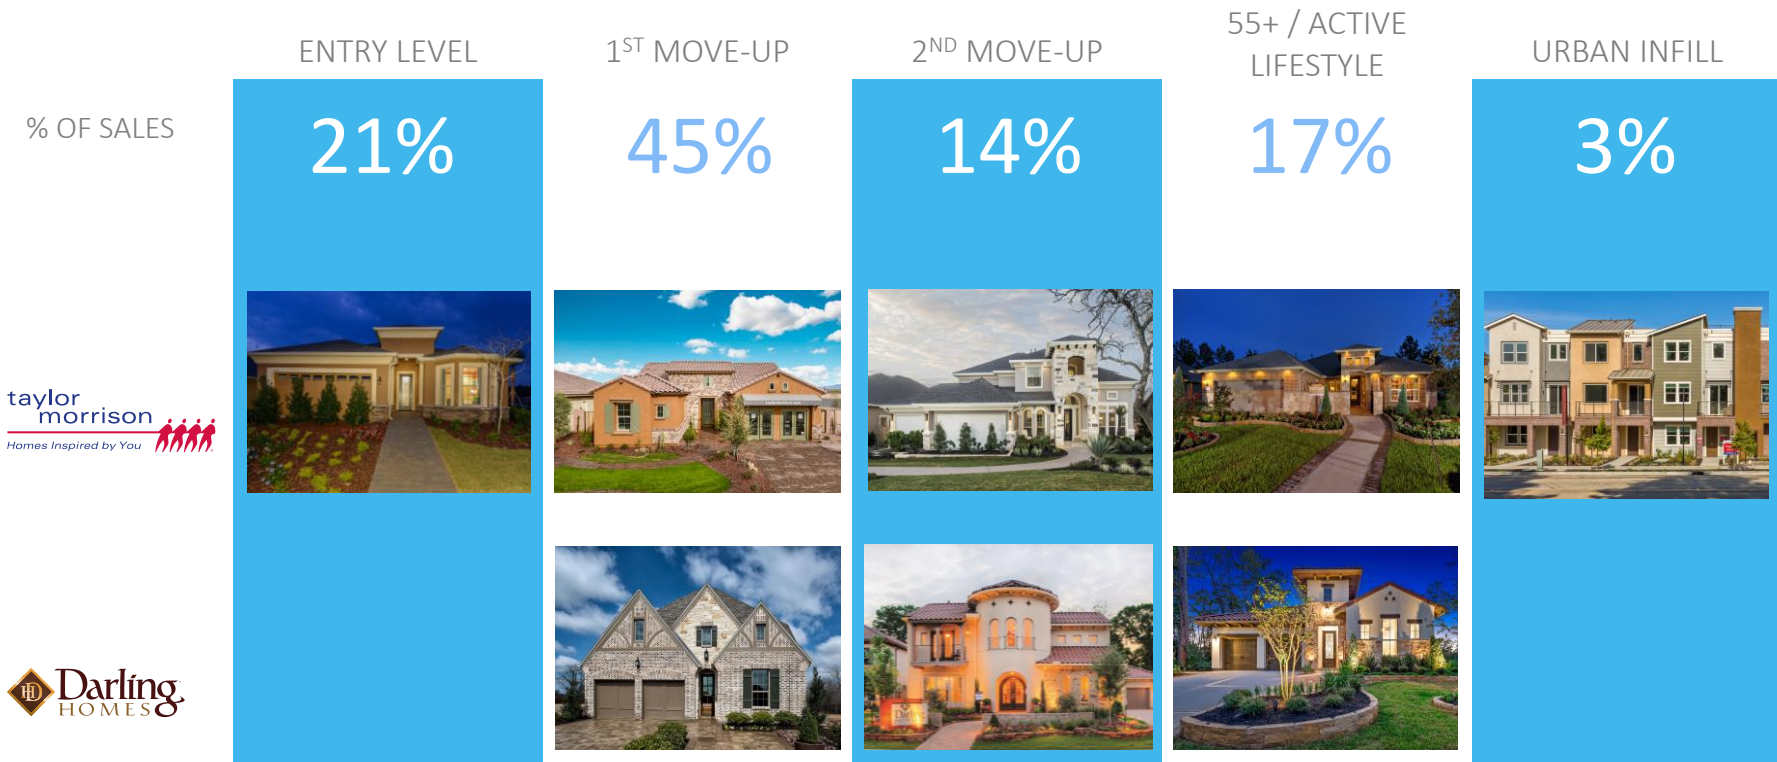 ENTRY LEVEL
1ST MOVE-UP
2ND MOVE-UP
55+ / ACTIVE
LIFESTYLE
URBAN INFILL
% OF SALES
21%
45%
14%
17%
3%
taylor
morrison
Homes Inspired by You
Darling
HOMES